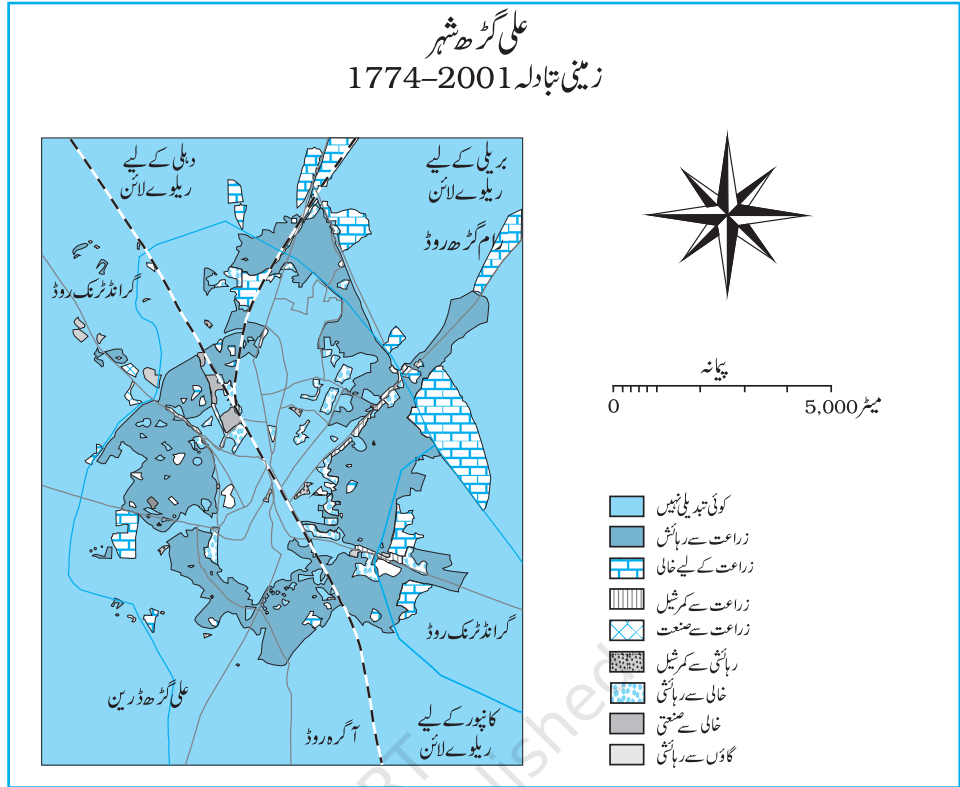 علی گڑھ شہر
زمینی تبادلہ 2001–1774
دہلی کے لیے
ریلوے لائن
بریلی کے لیے
ریلوے لائن
رام گڑھ روڈ
گرانڈ ٹرنک روڈ
پیمانہ
0
5,000 میٹر
کوئی تبدیلی نہیں
زراعت سے رہائش
زراعت کے لیے خالی
زراعت سے کمرشیل
زراعت سے صنعت
رہائشی سے کمرشیل
خالی سے رہائشی
خالی سے صنعتی
گاؤں سے رہائشی
گرانڈ ٹرنک روڈ
علی گڑھ ڈرین
آگرہ روڈ
کانپور کے لیے
ریلوے لائن